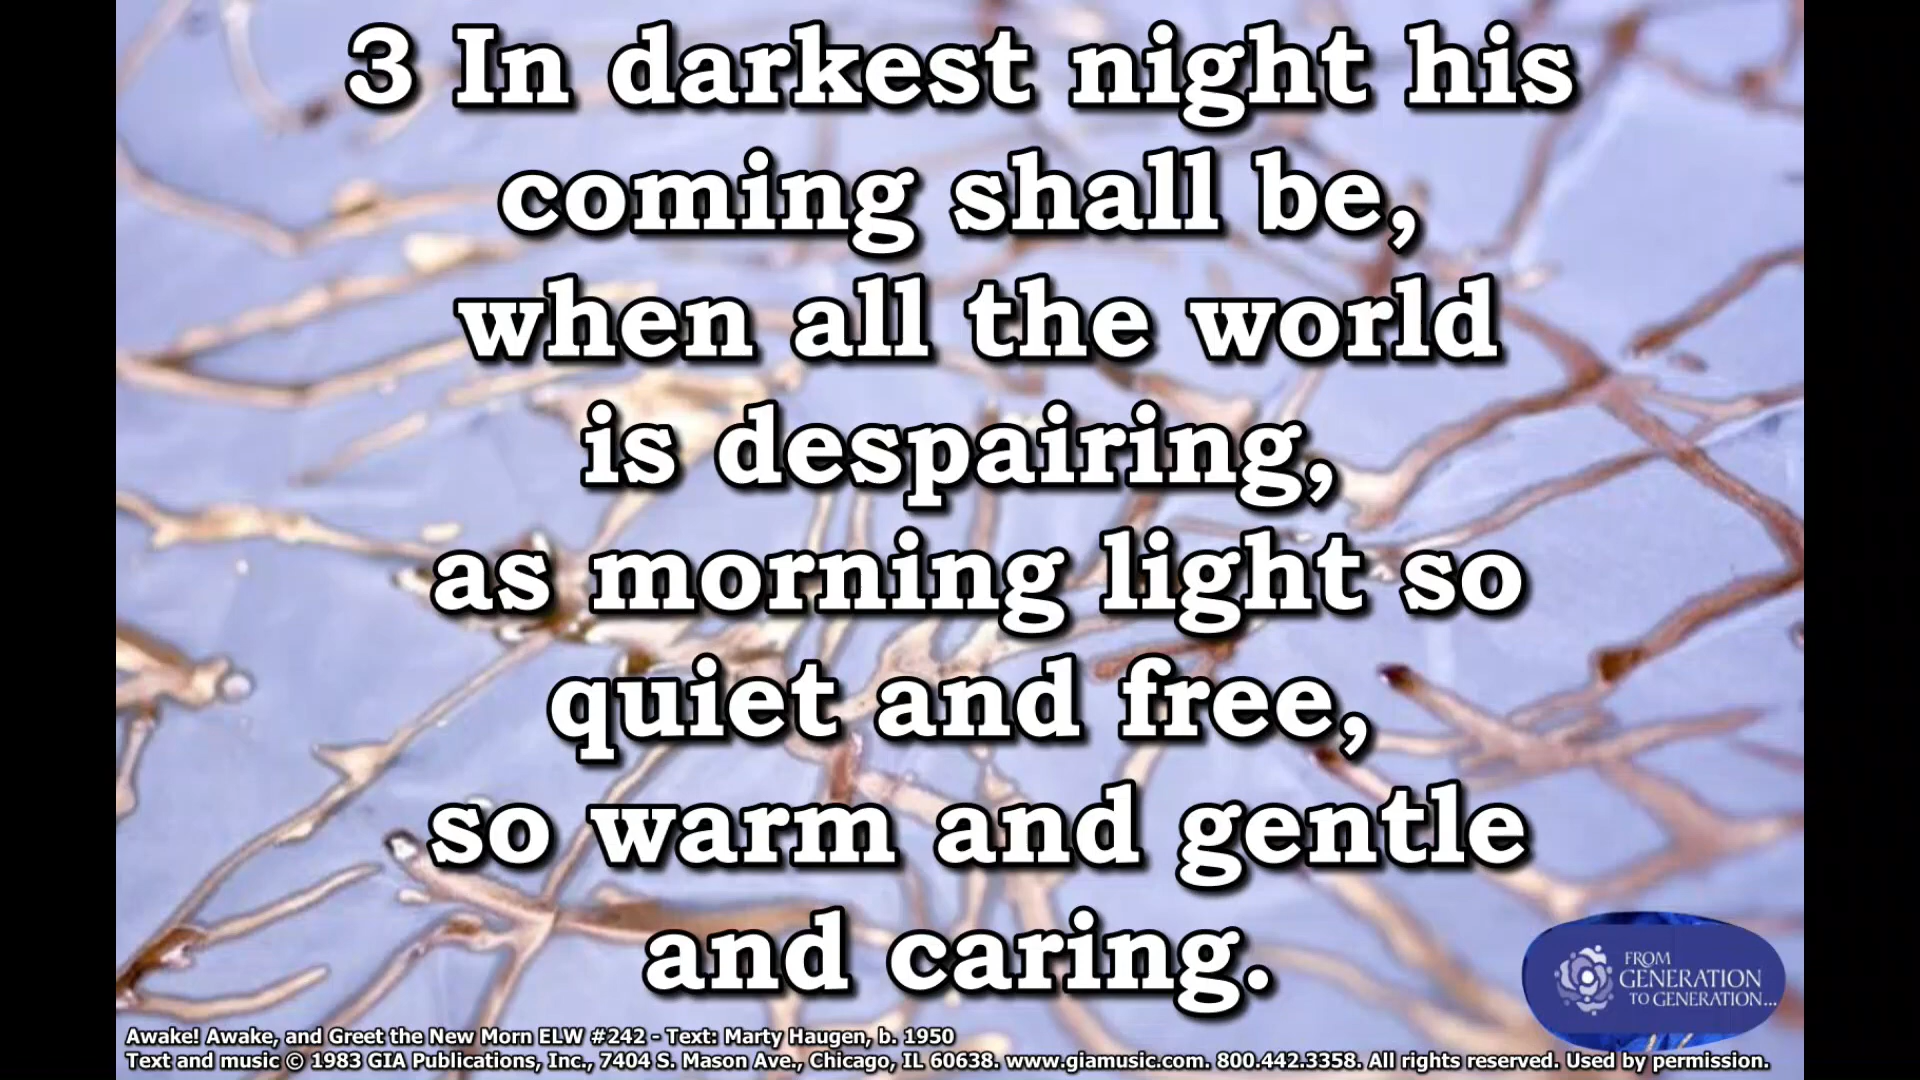 3 In darkest night his
coming shall be,
when all the world
is despairing,
as morning light so
quiet and free,
so warm and gentle
and caring.
FROM
GENERATION
TO GENERATION...
Awake! Awake, and Greet the New Morn ELW #242 - Text: Marty Haugen, b. 1950
Text and music © 1983 GIA Publications, Inc., 7404 S. Mason Ave., Chicago, IL 60638. www.giamusic.com. 800.442.3358. All rights reserved. Used by permission.